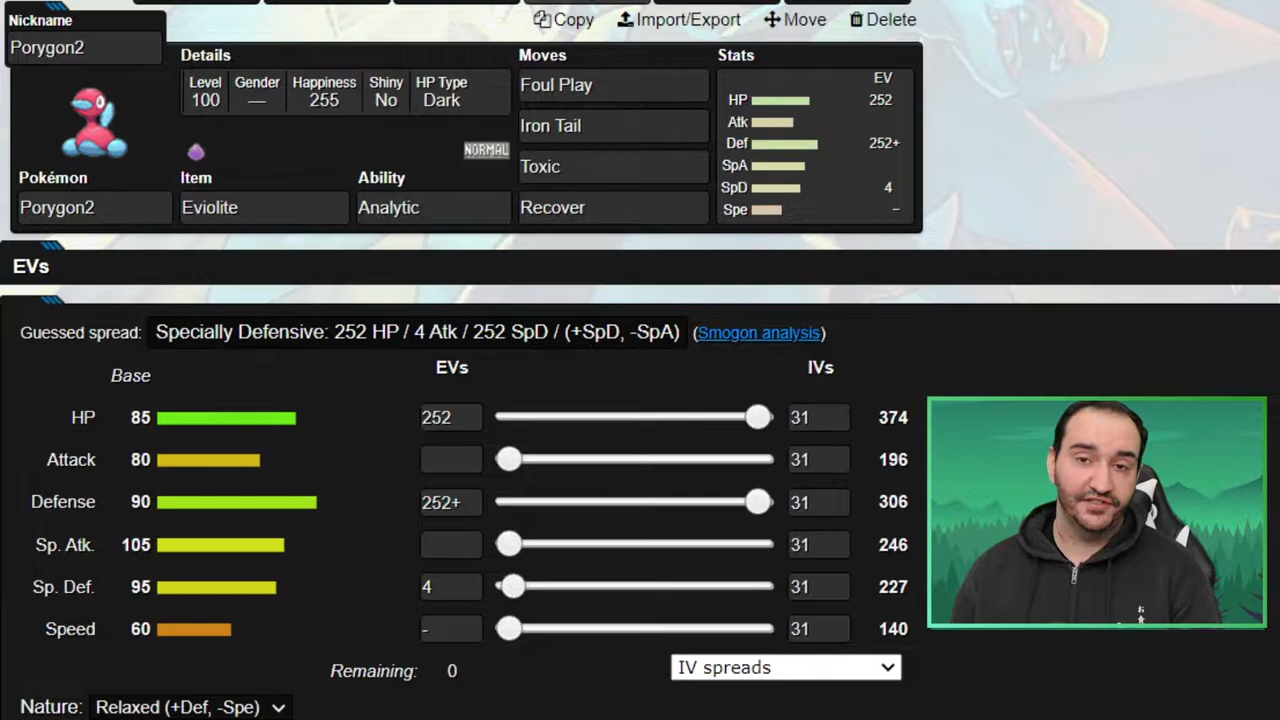 Nickname
Porygon2
Copy Import/Export Move Delete
Details
Level Gender Happiness Shiny HP Type
100 — 255 No Dark
NORMAL
Pokémon Item Ability
Porygon2 Eviolite Analytic
Moves
Foul Play
Iron Tail
Toxic
Recover
Stats
EV
HP 252
Atk
Def 252+
SpA
SpD 4
Spe −
EVs
Guessed spread: Specially Defensive: 252 HP / 4 Atk / 252 SpD / (+SpD, -SpA) (Smogon analysis)
Base EVs IVs
HP 85 252 31 374
Attack 80 31 196
Defense 90 252+ 31 306
Sp. Atk. 105 31 246
Sp. Def. 95 4 31 227
Speed 60 - 31 140
Remaining: 0 IV spreads
Nature: Relaxed (+Def, -Spe)